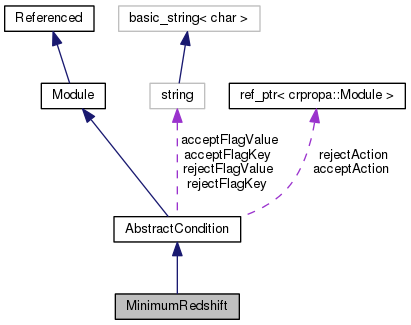 Referenced
basic_string< char >
Module
string
ref_ptr< crpropa::Module >
acceptFlagValue
acceptFlagKey
rejectFlagValue
rejectFlagKey
rejectAction
acceptAction
AbstractCondition
MinimumRedshift